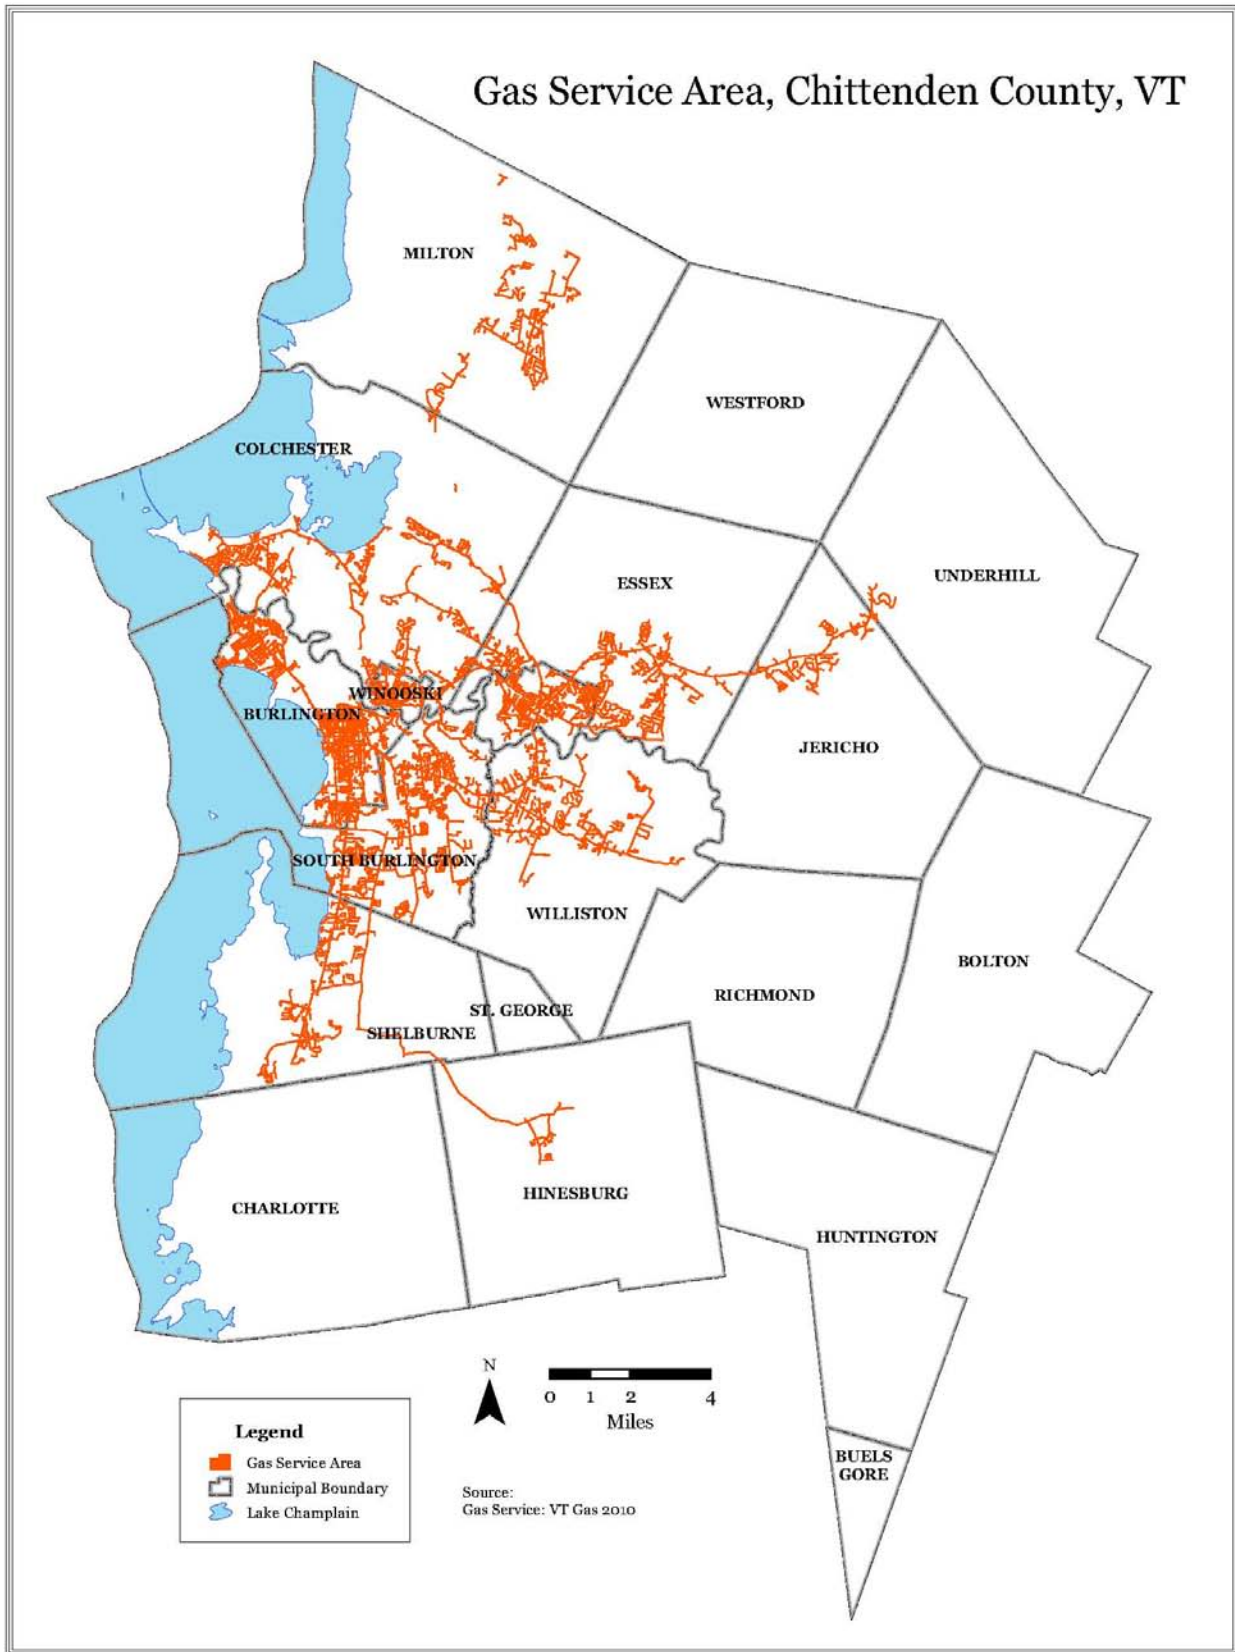 Gas Service Area, Chittenden County, VT
MILTON
WESTFORD
COLCHESTER
UNDERHILL
ESSEX
WINOOSKI
BURLINGTON
JERICHO
SOUTH BURLINGTON
WILLISTON
BOLTON
RICHMOND
ST. GEORGE
SHELBURNE
HINESBURG
CHARLOTTE
HUNTINGTON
N
0 1 2 4
Miles
Legend
Gas Service Area
Municipal Boundary
Lake Champlain
BUELS
GORE
Source:
Gas Service: VT Gas 2010